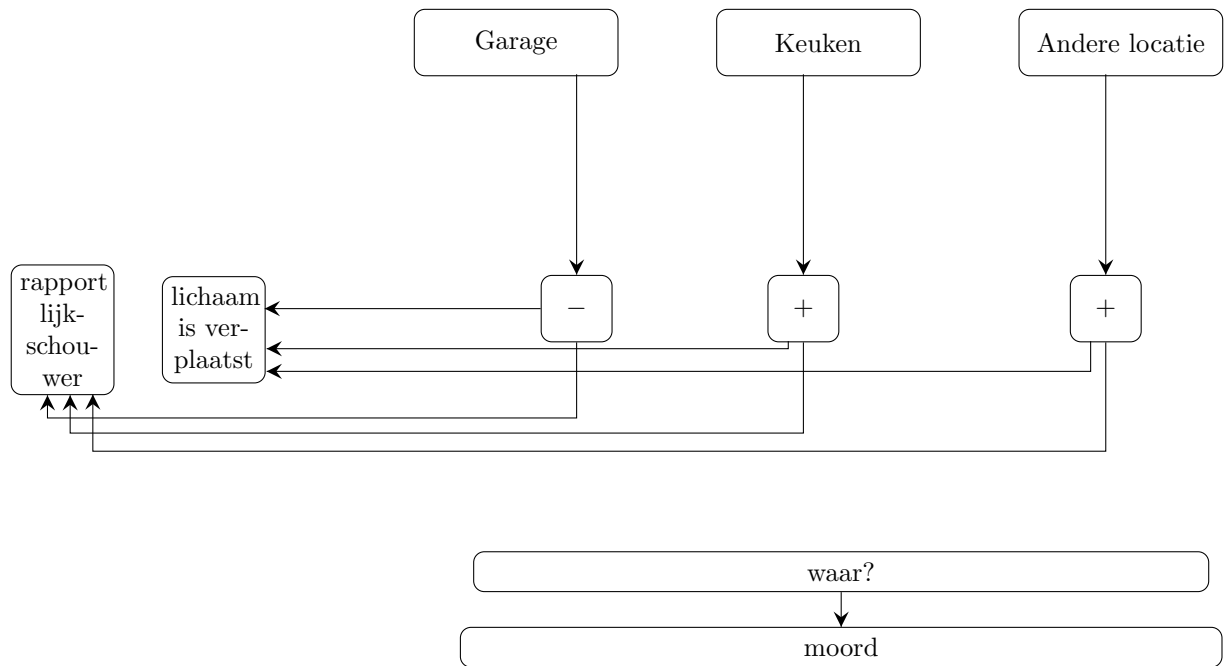 Garage
Keuken
Andere locatie
rapport
lijk-
schou-
wer
lichaam
is ver-
plaatst
−
+
+
waar?
moord